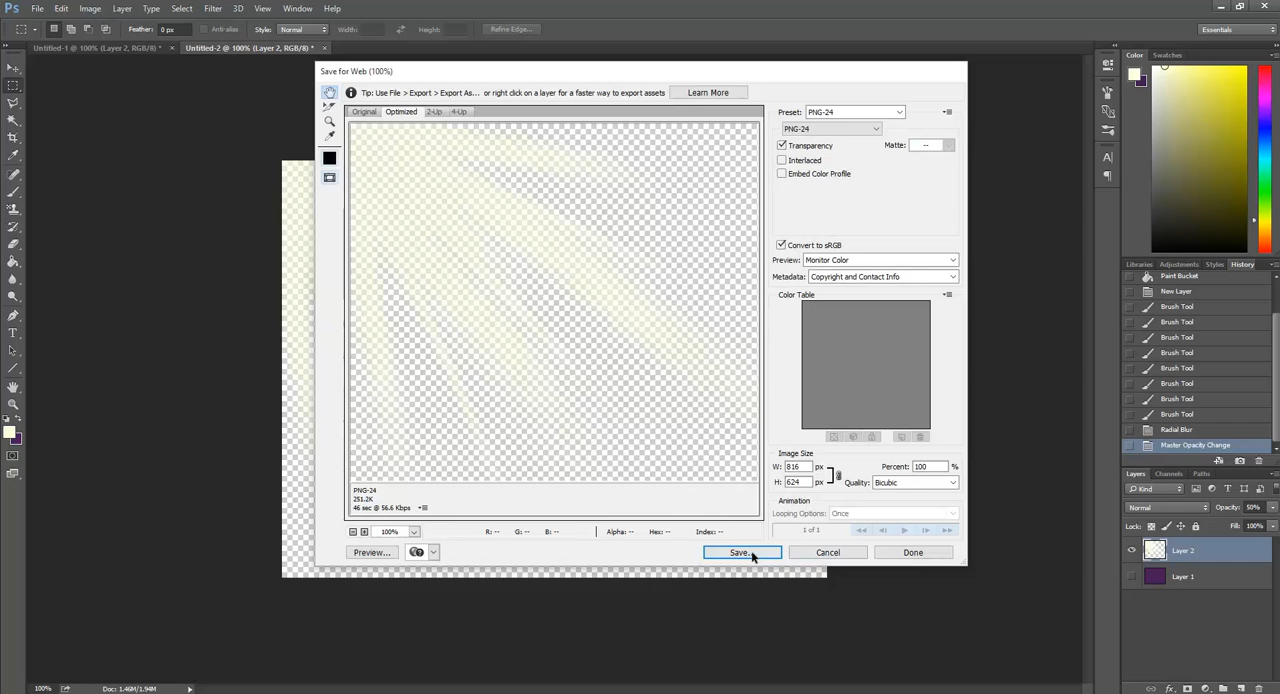 Ps File Edit Image Layer Type Select Filter 3D View Window Help
Feather: 0 px Anti-alias Style: Normal Width: Height: Refine Edge... Essentials
Untitled-1 @ 100% (Layer 2, RGB/8) * × Untitled-2 @ 100% (Layer 2, RGB/8) * ×
Save for Web (100%)
Tip: Use File > Export > Export As... or right click on a layer for a faster way to export assets Learn More
Original Optimized 2-Up 4-Up
Preset: PNG-24
PNG-24
Transparency Matte: --
Interlaced
Embed Color Profile
Convert to sRGB
Preview: Monitor Color
Metadata: Copyright and Contact Info
Color Table
Image Size
W: 816 px Percent: 100 %
H: 624 px Quality: Bicubic
Animation
Looping Options: Once
1 of 1
PNG-24
251.2K
46 sec @ 56.6 Kbps
100% R: -- G: -- B: -- Alpha: -- Hex: -- Index: --
Preview... Save... Cancel Done
Color Swatches
Libraries Adjustments Styles History
Paint Bucket
New Layer
Brush Tool
Brush Tool
Brush Tool
Brush Tool
Brush Tool
Brush Tool
Brush Tool
Brush Tool
Radial Blur
Master Opacity Change
Layers Channels Paths
Kind
Normal Opacity: 50%
Lock: Fill: 100%
Layer 2
Layer 1
100% Doc: 1.46M/1.94M